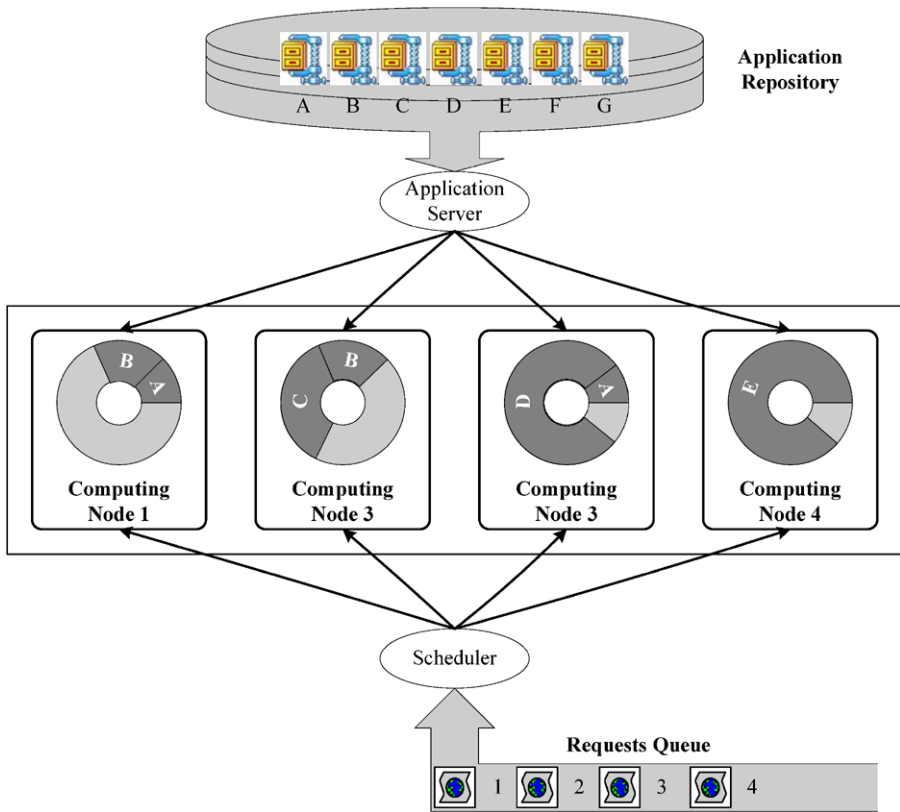 Application
Repository
A B C D E F G
Application
Server
B
A
Computing
Node 1
B
C
Computing
Node 3
D
A
Computing
Node 3
E
Computing
Node 4
Scheduler
Requests Queue
1 2 3 4